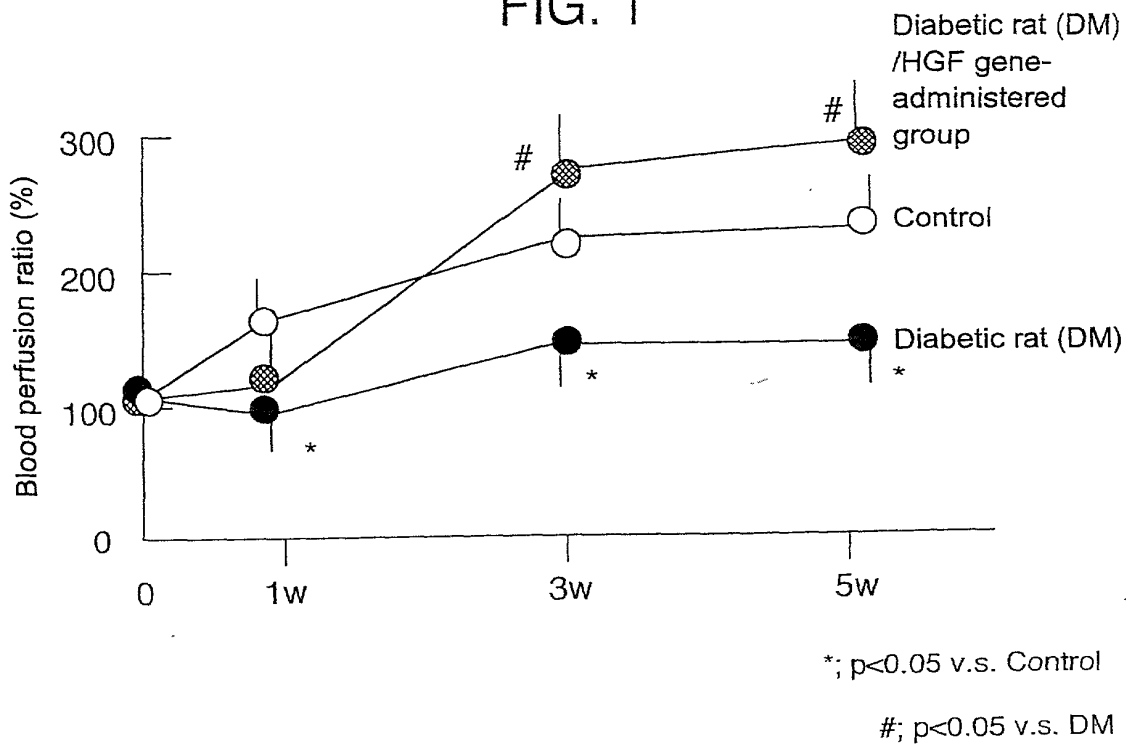 FIG. 1
Diabetic rat (DM)
/HGF gene-
administered
group
#
#
300
Control
200
Diabetic rat (DM)
100
*
*
*
0
Blood perfusion ratio (%)
0
1w
3w
5w
*; p<0.05 v.s. Control
#; p<0.05 v.s. DM